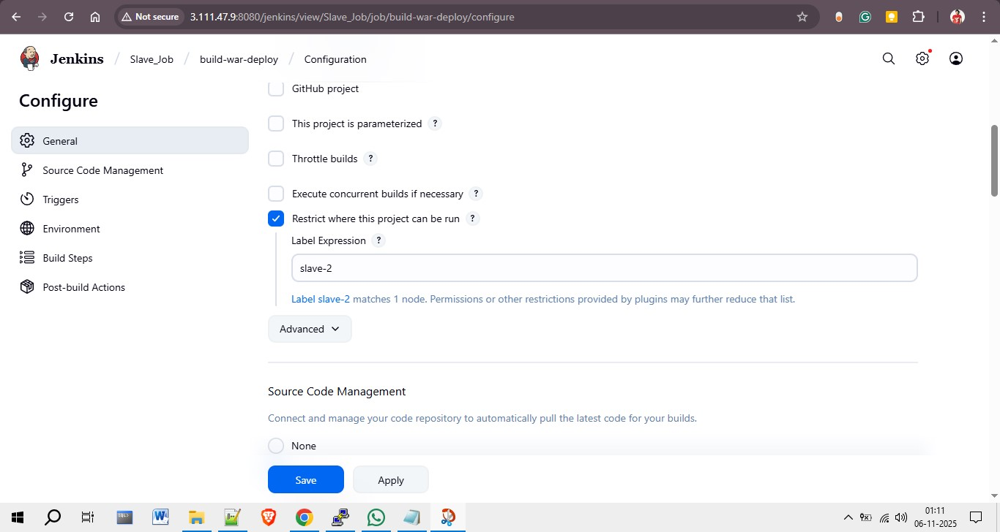 Not secure 3.111.47.9:8080/jenkins/view/Slave_Job/job/build-war-deploy/configure
Jenkins / Slave_Job / build-war-deploy / Configuration
Configure
General
Source Code Management
Triggers
Environment
Build Steps
Post-build Actions
GitHub project
This project is parameterized ?
Throttle builds ?
Execute concurrent builds if necessary ?
Restrict where this project can be run ?
Label Expression ?
slave-2
Label slave-2 matches 1 node. Permissions or other restrictions provided by plugins may further reduce that list.
Advanced
Source Code Management
Connect and manage your code repository to automatically pull the latest code for your builds.
None
Save Apply
01:11
06-11-2025